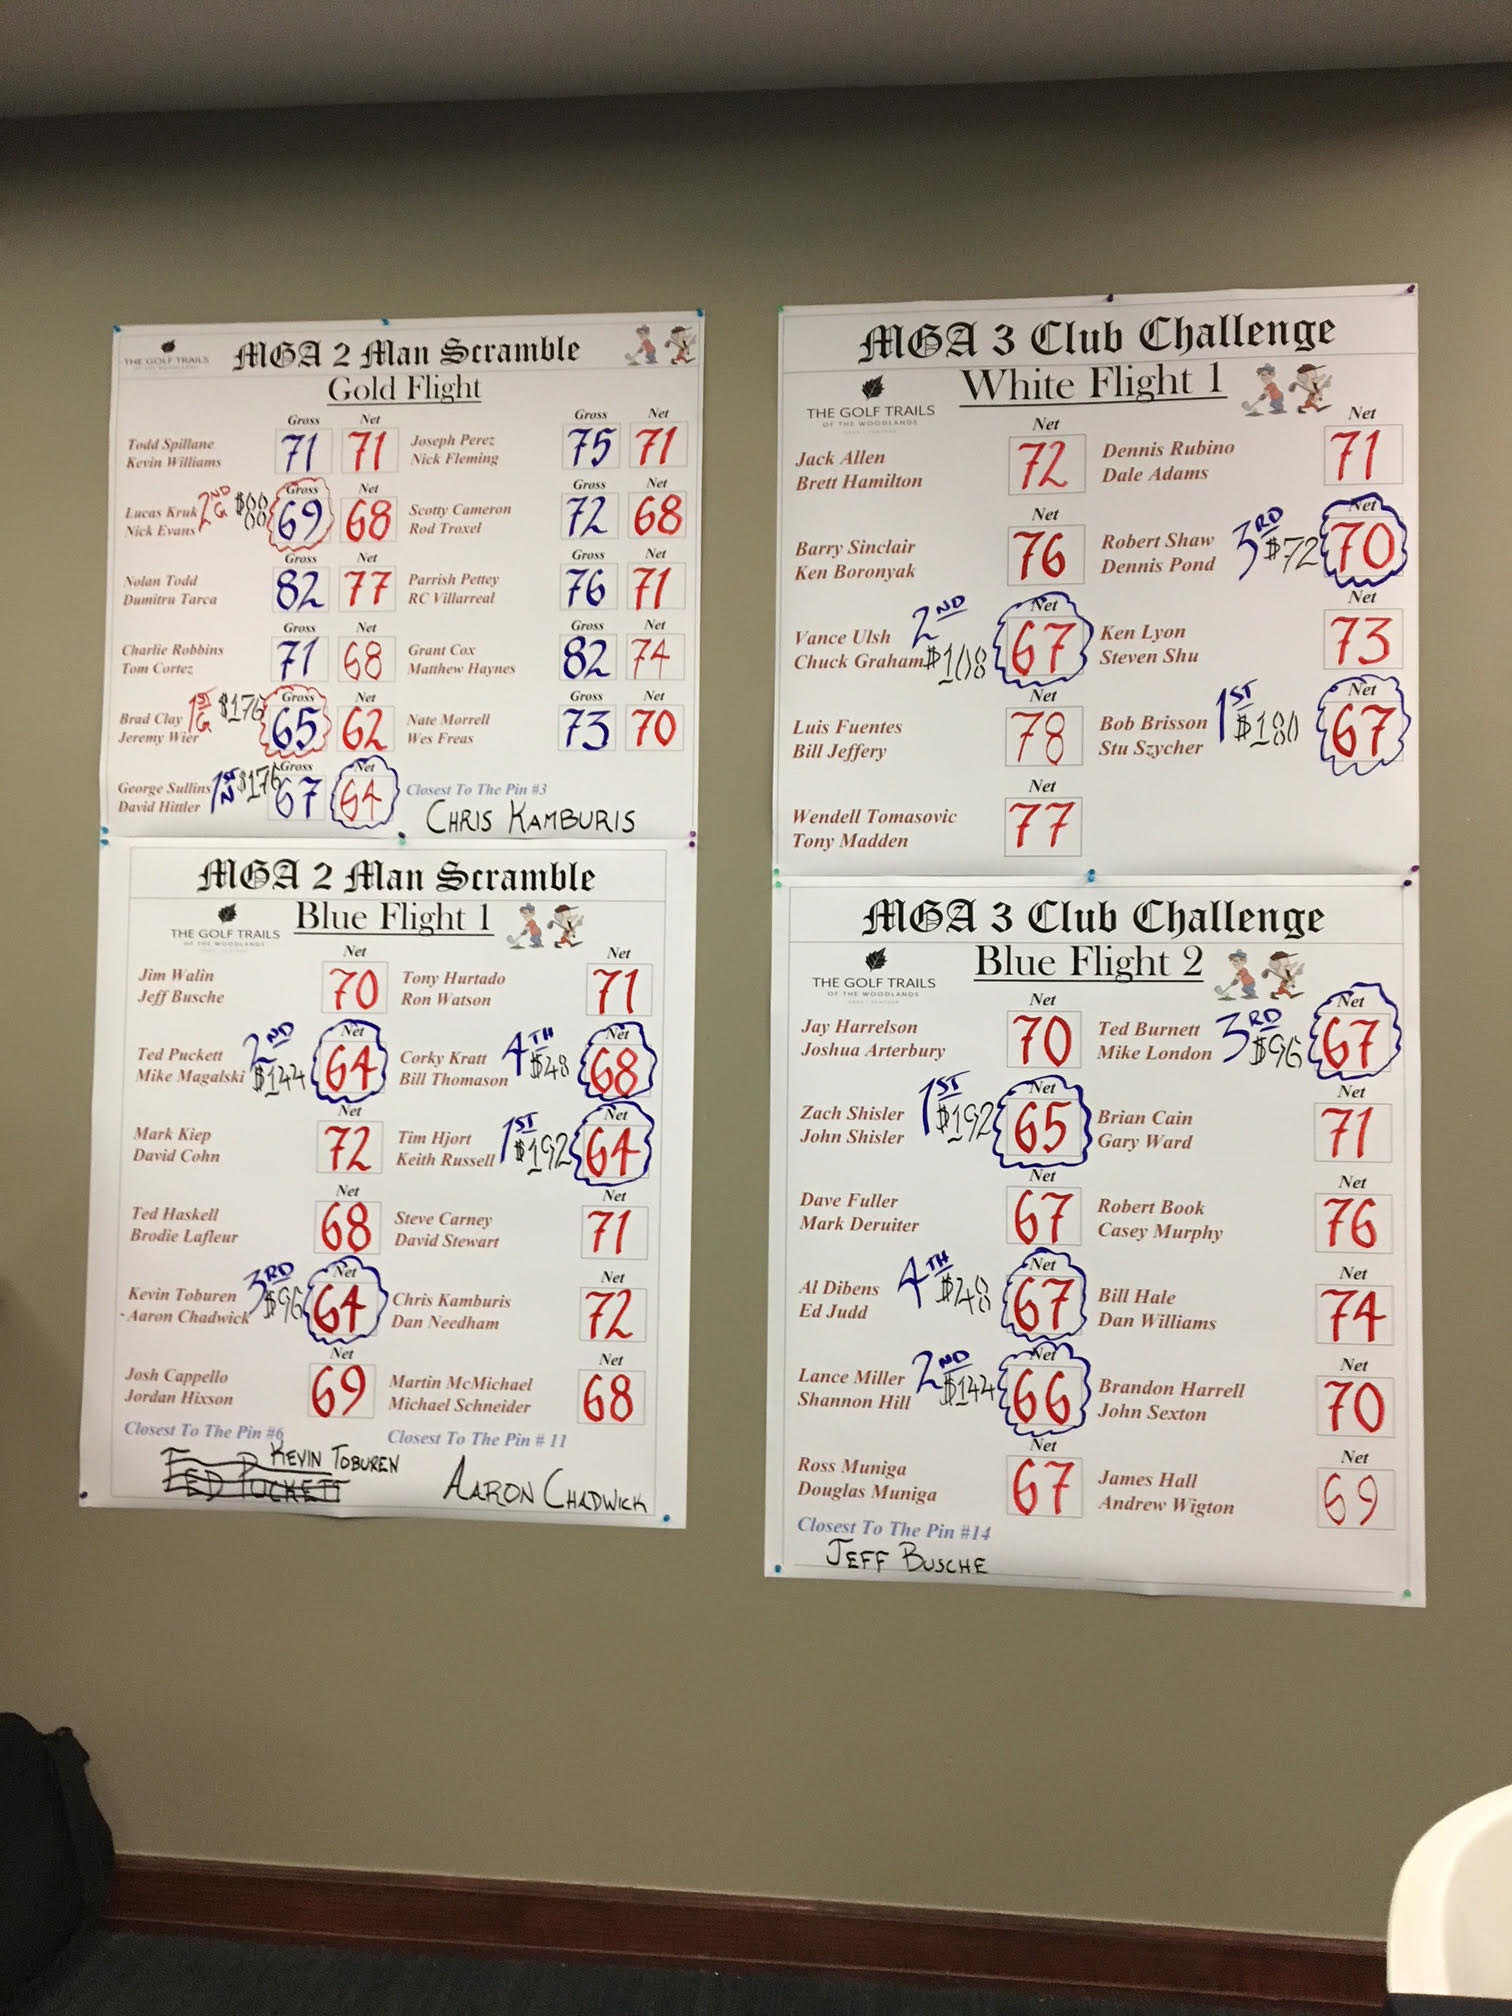 THE GOLF TRAILS
OF THE WOODLANDS
MGA 2 Man Scramble
Gold Flight
Gross Net Gross Net
Todd Spillane
Kevin Williams
71 71
Joseph Perez
Nick Fleming
75 71
Gross Net Gross Net
Lucas Kruk
Nick Evans
2ND G $88
69 68
Scotty Cameron
Rod Troxel
72 68
Gross Net Gross Net
Nolan Todd
Dumitru Tarca
82 77
Parrish Pettey
RC Villarreal
76 71
Gross Net Gross Net
Charlie Robbins
Tom Cortez
71 68
Grant Cox
Matthew Haynes
82 74
Gross Net Gross Net
Brad Clay
Jeremy Wier
1ST G $176
65 62
Nate Morrell
Wes Freas
73 70
Gross Net
George Sullins
David Hittler
1ST N $176
67 64
Closest To The Pin #3
CHRIS KAMBURIS
MGA 2 Man Scramble
Blue Flight 1
THE GOLF TRAILS
OF THE WOODLANDS
Net Net
Jim Walin
Jeff Busche
70
Tony Hurtado
Ron Watson
71
Net Net
Ted Puckett
Mike Magalski
2ND $144
64
Corky Kratt
Bill Thomason
4TH $48
68
Net Net
Mark Kiep
David Cohn
72
Tim Hjort
Keith Russell
1ST $192
64
Net Net
Ted Haskell
Brodie Lafleur
68
Steve Carney
David Stewart
71
Net Net
Kevin Toburen
- Aaron Chadwick
3RD $96
64
Chris Kamburis
Dan Needham
72
Net Net
Josh Cappello
Jordan Hixson
69
Martin McMichael
Michael Schneider
68
Closest To The Pin #6
KEVIN TOBUREN
TED PUCKETT
Closest To The Pin # 11
AARON CHADWICK
MGA 3 Club Challenge
White Flight 1
THE GOLF TRAILS
OF THE WOODLANDS
Net Net
Jack Allen
Brett Hamilton
72
Dennis Rubino
Dale Adams
71
Net Net
Barry Sinclair
Ken Boronyak
76
Robert Shaw
Dennis Pond
3RD $72
70
Net Net
Vance Ulsh
Chuck Graham
2ND $108
67
Ken Lyon
Steven Shu
73
Net Net
Luis Fuentes
Bill Jeffery
78
Bob Brisson
Stu Szycher
1ST $180
67
Net
Wendell Tomasovic
Tony Madden
77
MGA 3 Club Challenge
Blue Flight 2
THE GOLF TRAILS
OF THE WOODLANDS
Net Net
Jay Harrelson
Joshua Arterbury
70
Ted Burnett
Mike London
3RD $96
67
Net Net
Zach Shisler
John Shisler
1ST $192
65
Brian Cain
Gary Ward
71
Net Net
Dave Fuller
Mark Deruiter
67
Robert Book
Casey Murphy
76
Net Net
Al Dibens
Ed Judd
4TH $48
67
Bill Hale
Dan Williams
74
Net Net
Lance Miller
Shannon Hill
2ND $144
66
Brandon Harrell
John Sexton
70
Net Net
Ross Muniga
Douglas Muniga
67
James Hall
Andrew Wigton
69
Closest To The Pin #14
JEFF BUSCHE